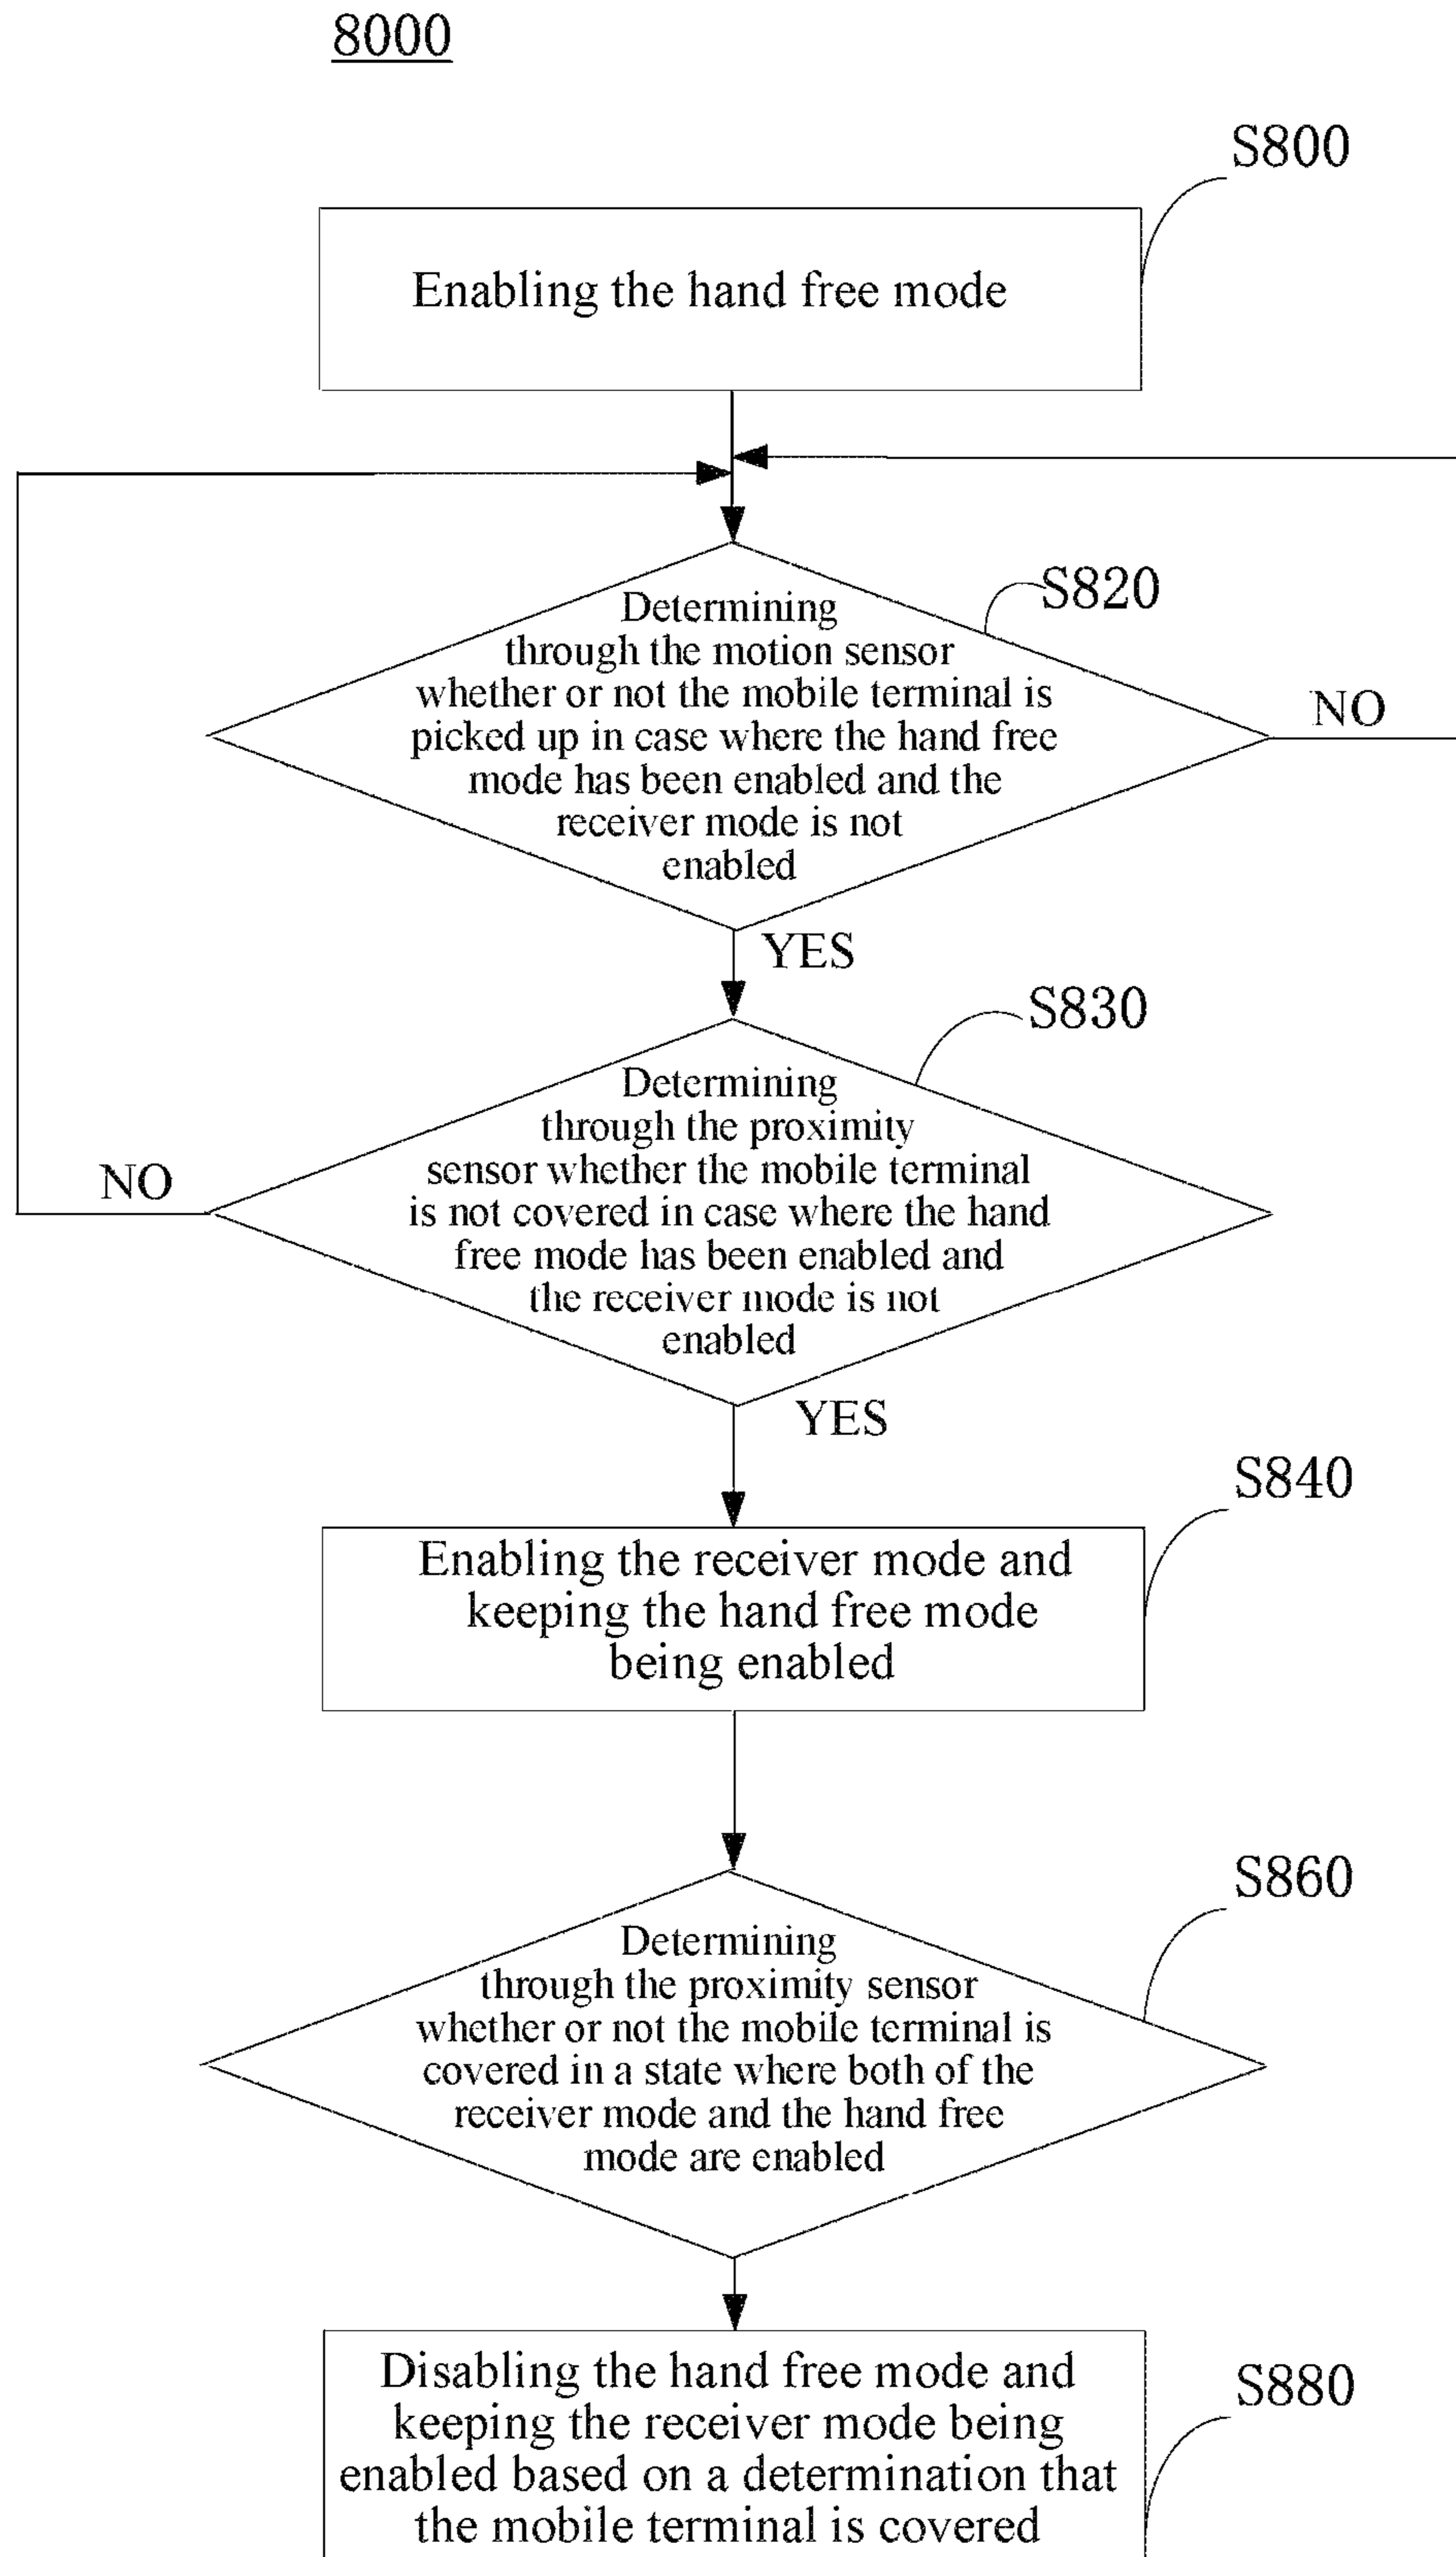 8000
S800
Enabling the hand free mode
S820
Determining
through the motion sensor
whether or not the mobile terminal is
picked up in case where the hand free
mode has been enabled and the
receiver mode is not
enabled
NO
YES
S830
Determining
through the proximity
sensor whether the mobile terminal
is not covered in case where the hand
free mode has been enabled and
the receiver mode is not
enabled
NO
YES
S840
Enabling the receiver mode and
keeping the hand free mode
being enabled
S860
Determining
through the proximity sensor
whether or not the mobile terminal is
covered in a state where both of the
receiver mode and the hand free
mode are enabled
S880
Disabling the hand free mode and
keeping the receiver mode being
enabled based on a determination that
the mobile terminal is covered